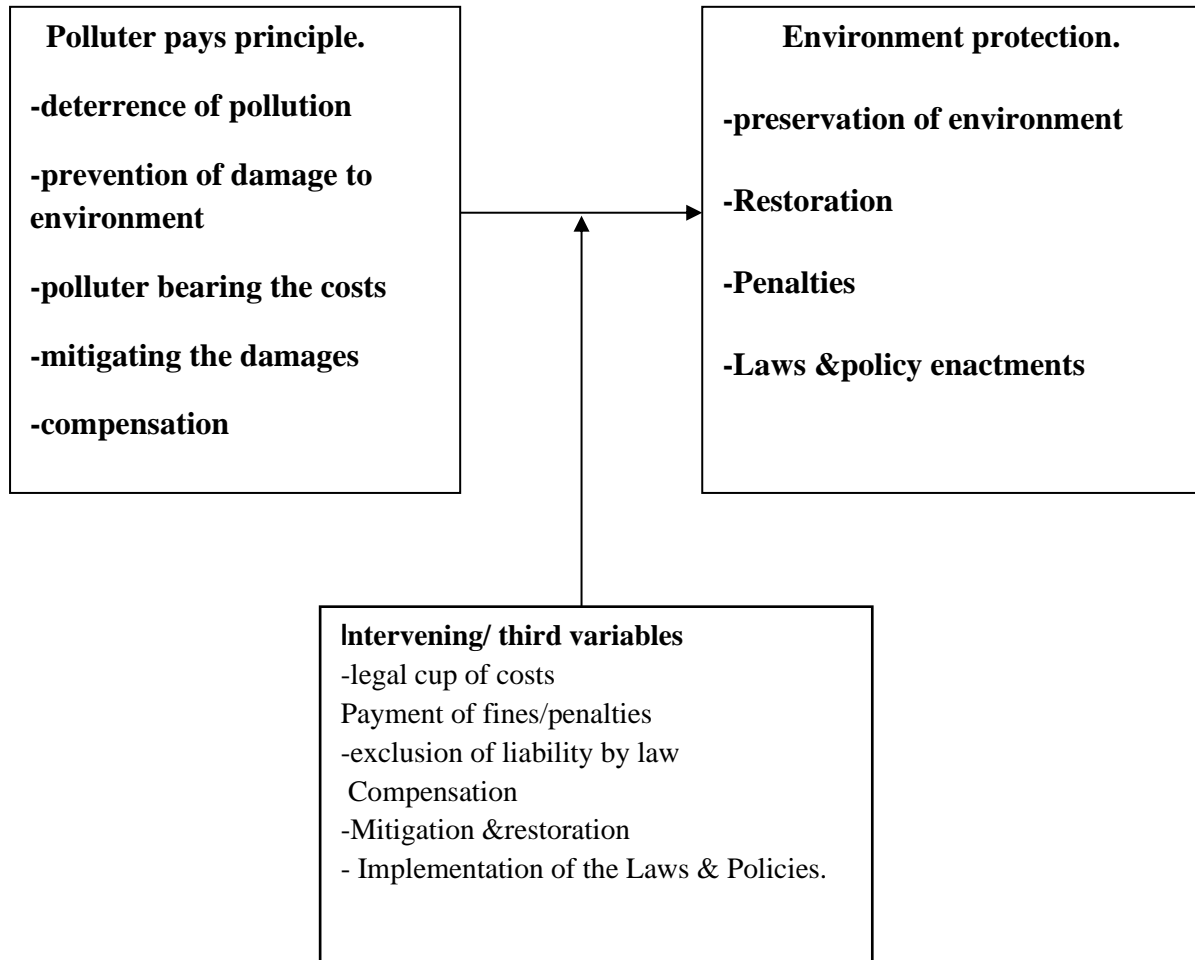 Polluter pays principle.
-deterrence of pollution
-prevention of damage to
environment
-polluter bearing the costs
-mitigating the damages
-compensation
Environment protection.
-preservation of environment
-Restoration
-Penalties
-Laws &policy enactments
Intervening/ third variables
-legal cup of costs
Payment of fines/penalties
-exclusion of liability by law
Compensation
-Mitigation &restoration
- Implementation of the Laws & Policies.